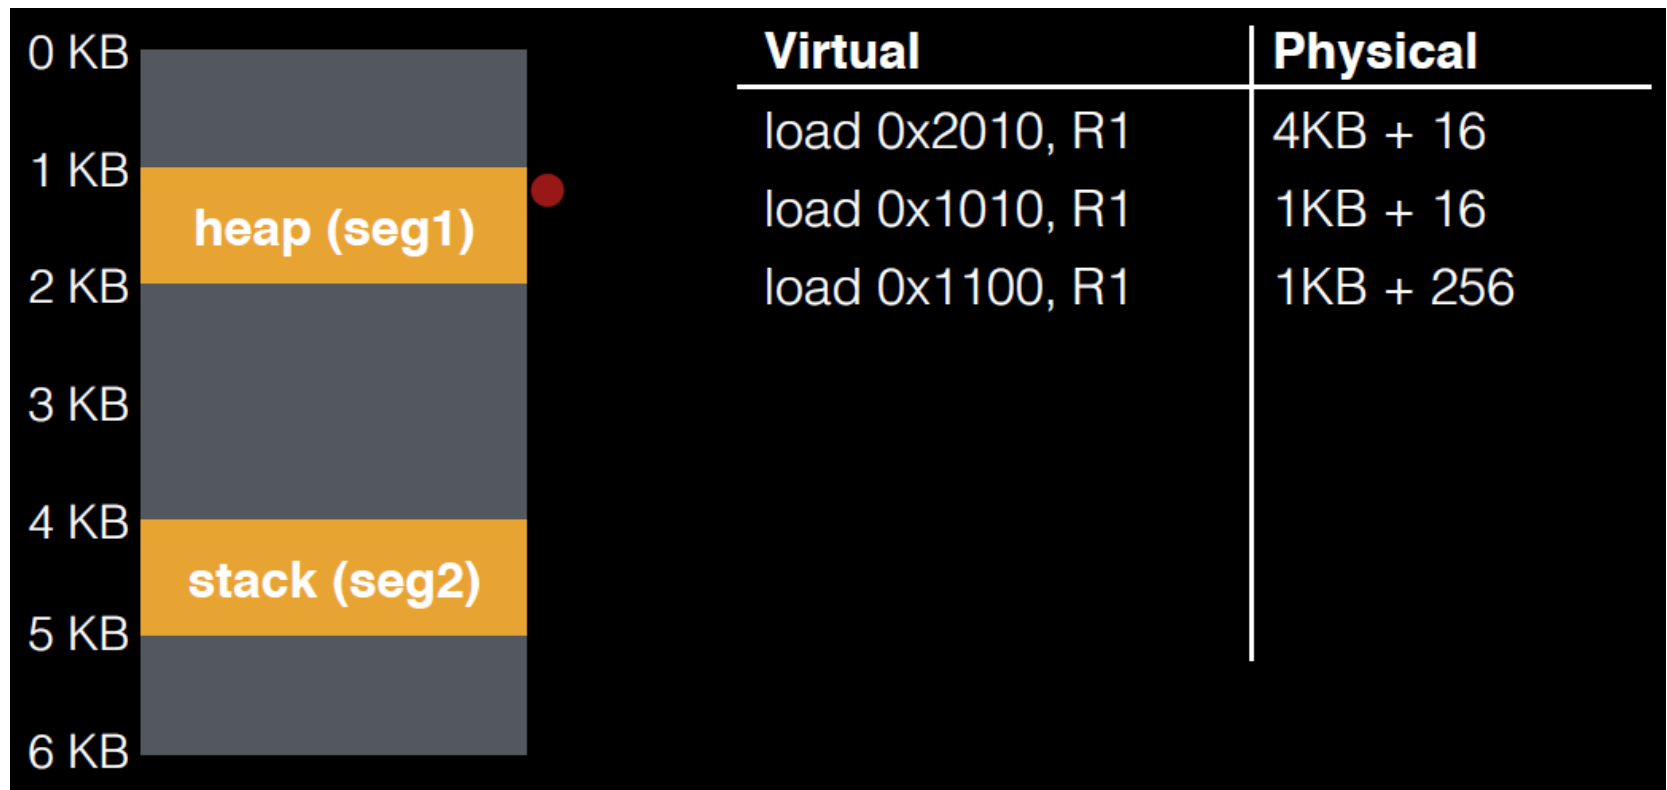 0 KB
1 KB
heap (seg1)
2 KB
3 KB
4 KB
stack (seg2)
5 KB
6 KB
Virtual Physical
load 0x2010, R1 4KB + 16
load 0x1010, R1 1KB + 16
load 0x1100, R1 1KB + 256